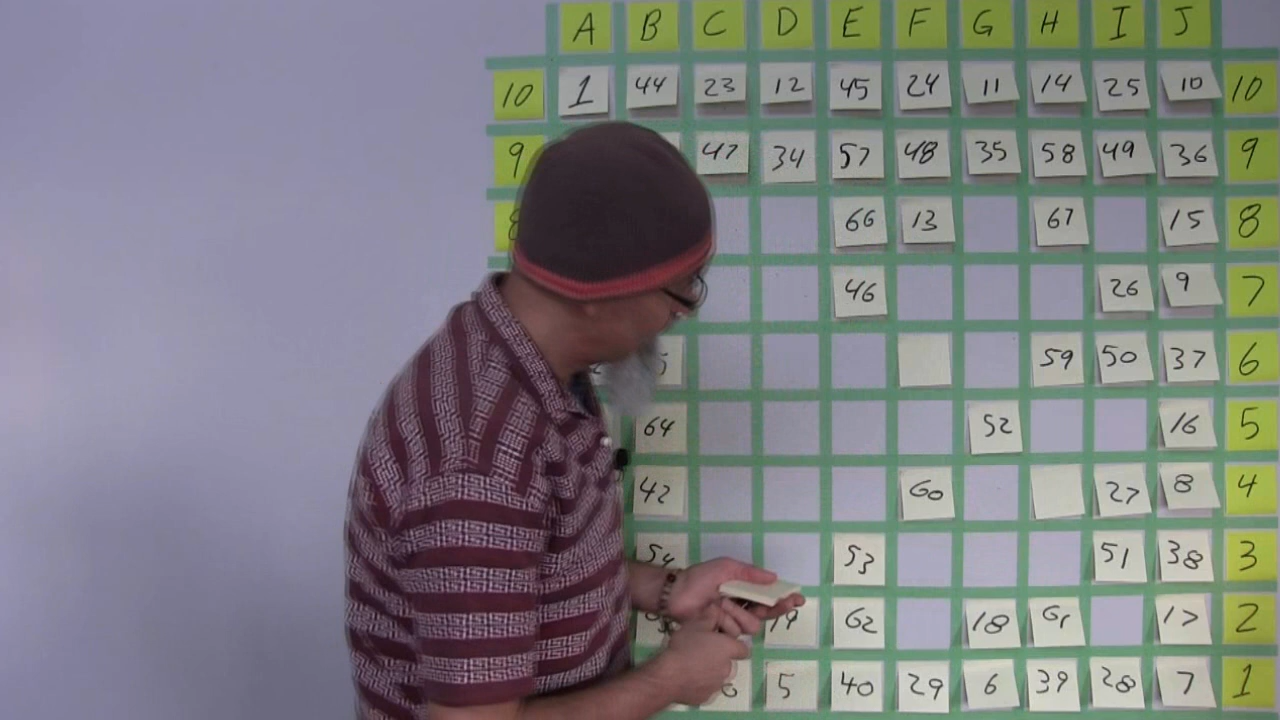 A B C D E F G H I J
10 1 44 23 12 45 24 11 14 25 10 10
9 47 34 57 48 35 58 49 36 9
66 13 67 15 8
46 26 9 7
59 50 37 6
64 52 16 5
42 60 27 8 4
54 53 51 38 3
19 62 18 61 17 2
5 40 29 6 39 28 7 1